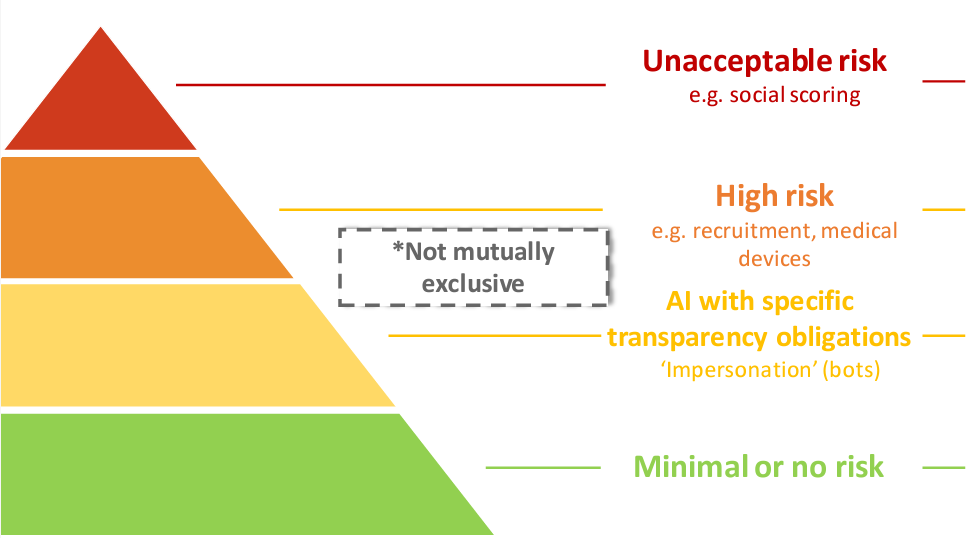 Unacceptable risk
e.g. social scoring
High risk
e.g. recruitment, medical
devices
*Not mutually
exclusive
AI with specific
transparency obligations
‘Impersonation’ (bots)
Minimal or no risk